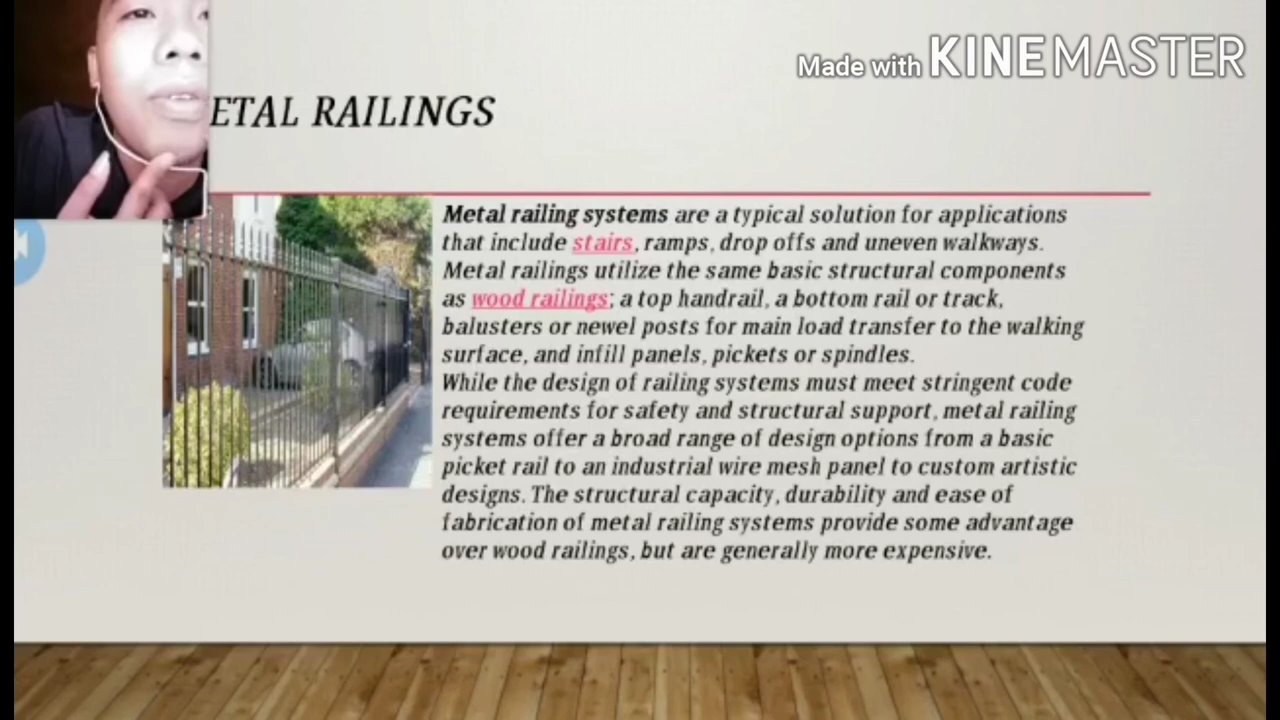 Made with KINEMASTER
ETAL RAILINGS
Metal railing systems are a typical solution for applications
that include stairs, ramps, drop offs and uneven walkways.
Metal railings utilize the same basic structural components
as wood railings; a top handrail, a bottom rail or track,
balusters or newel posts for main load transfer to the walking
surface, and infill panels, pickets or spindles.
While the design of railing systems must meet stringent code
requirements for safety and structural support, metal railing
systems offer a broad range of design options from a basic
picket rail to an industrial wire mesh panel to custom artistic
designs. The structural capacity, durability and ease of
fabrication of metal railing systems provide some advantage
over wood railings, but are generally more expensive.